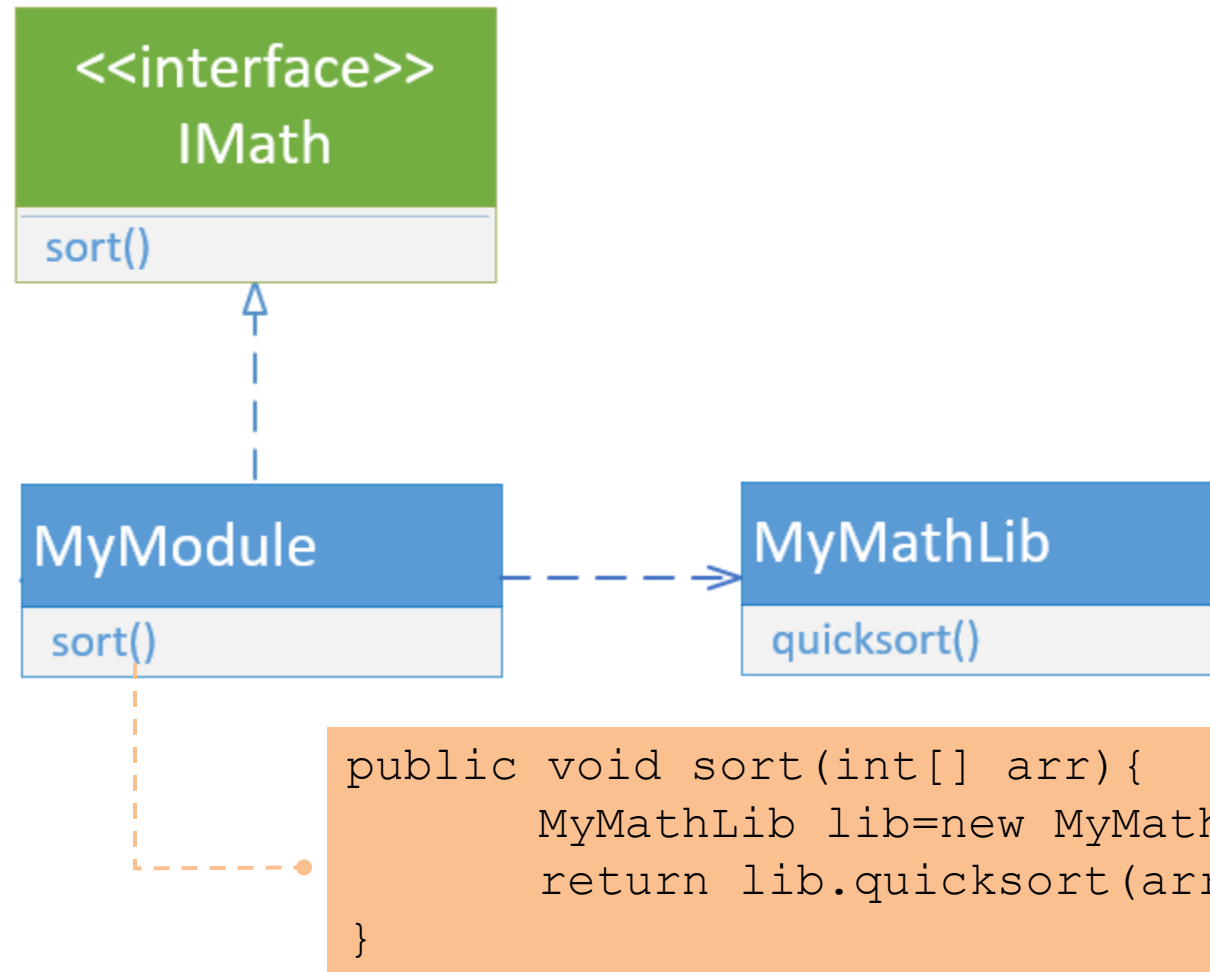 <<interface>>
IMath
sort()
MyModule
sort()
MyMathLib
quicksort()
public void sort(int[] arr){
MyMathLib lib=new MyMath
return lib.quicksort(arr
}